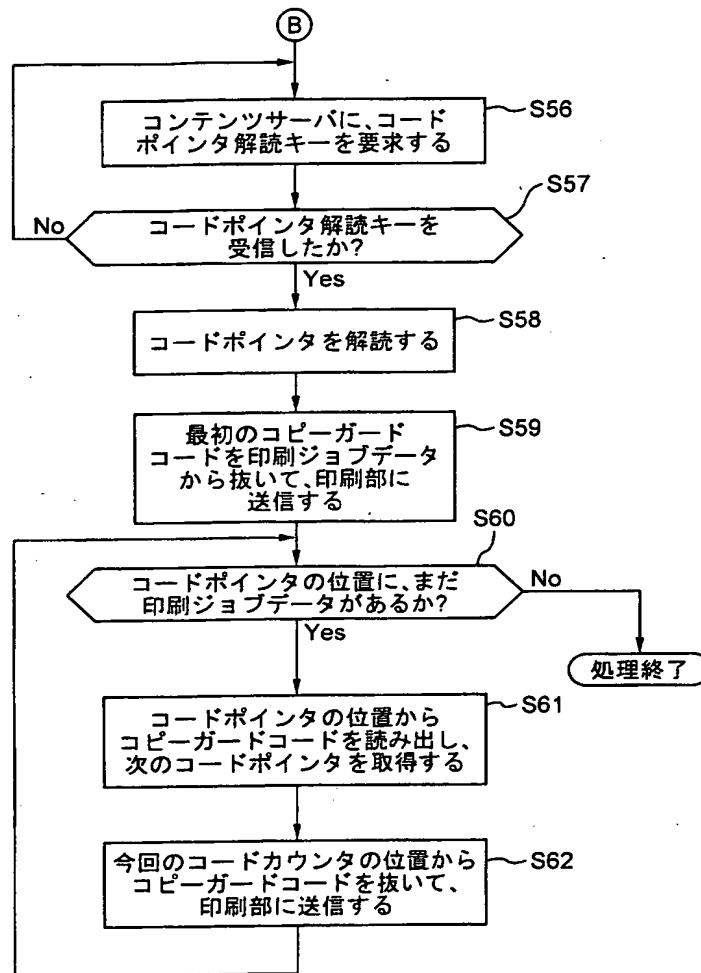 B
コンテンツサーバに、コード
ポインタ解読キーを要求する
S56
S57
No
コードポインタ解読キーを
受信したか?
Yes
コードポインタを解読する
S58
最初のコピーガード
コードを印刷ジョブデータ
から抜いて、印刷部に
送信する
S59
S60
コードポインタの位置に、まだ
印刷ジョブデータがあるか?
No
Yes
処理終了
コードポインタの位置から
コピーガードコードを読み出し、
次のコードポインタを取得する
S61
今回のコードカウンタの位置から
コピーガードコードを抜いて、
印刷部に送信する
S62